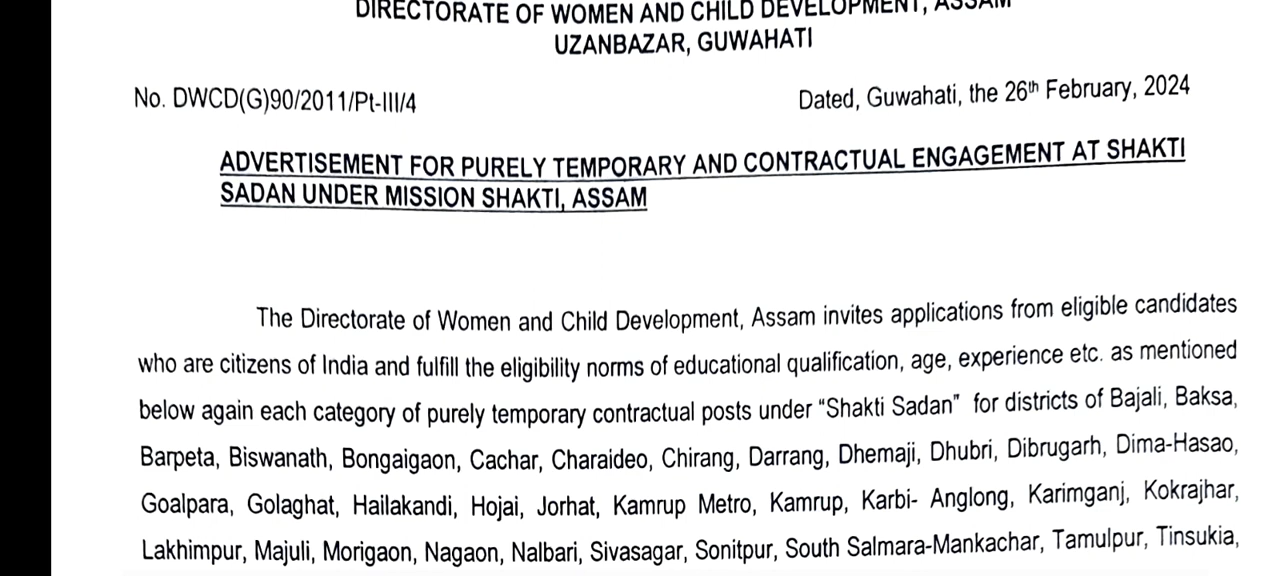 DIRECTORATE OF WOMEN AND CHILD DEVELOPMENT, ASSAM
UZANBAZAR, GUWAHATI
No. DWCD(G)90/2011/Pt-III/4
Dated, Guwahati, the 26th February, 2024
ADVERTISEMENT FOR PURELY TEMPORARY AND CONTRACTUAL ENGAGEMENT AT SHAKTI
SADAN UNDER MISSION SHAKTI, ASSAM
The Directorate of Women and Child Development, Assam invites applications from eligible candidates
who are citizens of India and fulfill the eligibility norms of educational qualification, age, experience etc. as mentioned
below again each category of purely temporary contractual posts under “Shakti Sadan” for districts of Bajali, Baksa,
Barpeta, Biswanath, Bongaigaon, Cachar, Charaideo, Chirang, Darrang, Dhemaji, Dhubri, Dibrugarh, Dima-Hasao,
Goalpara, Golaghat, Hailakandi, Hojai, Jorhat, Kamrup Metro, Kamrup, Karbi- Anglong, Karimganj, Kokrajhar,
Lakhimpur, Majuli, Morigaon, Nagaon, Nalbari, Sivasagar, Sonitpur, South Salmara-Mankachar, Tamulpur, Tinsukia,